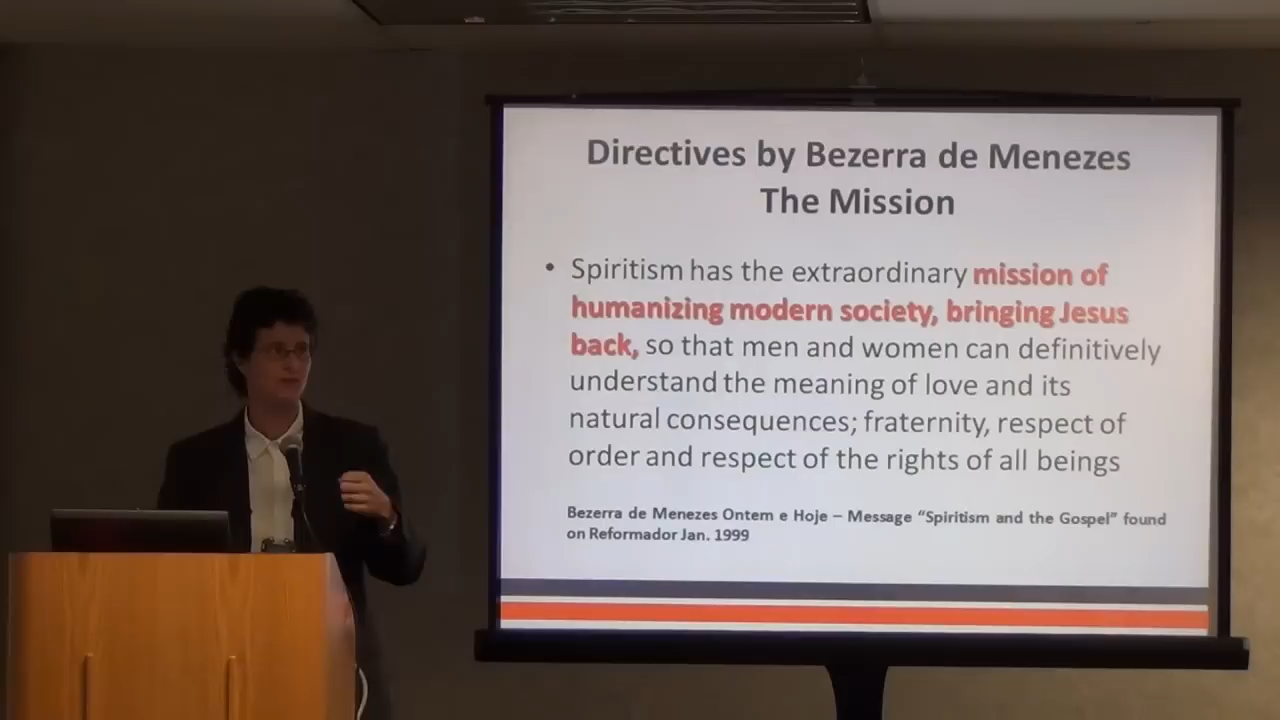 Directives by Bezerra de Menezes
The Mission
• Spiritism has the extraordinary mission of
humanizing modern society, bringing Jesus
back, so that men and women can definitively
understand the meaning of love and its
natural consequences; fraternity, respect of
order and respect of the rights of all beings
Bezerra de Menezes Ontem e Hoje – Message “Spiritism and the Gospel” found
on Reformador Jan. 1999